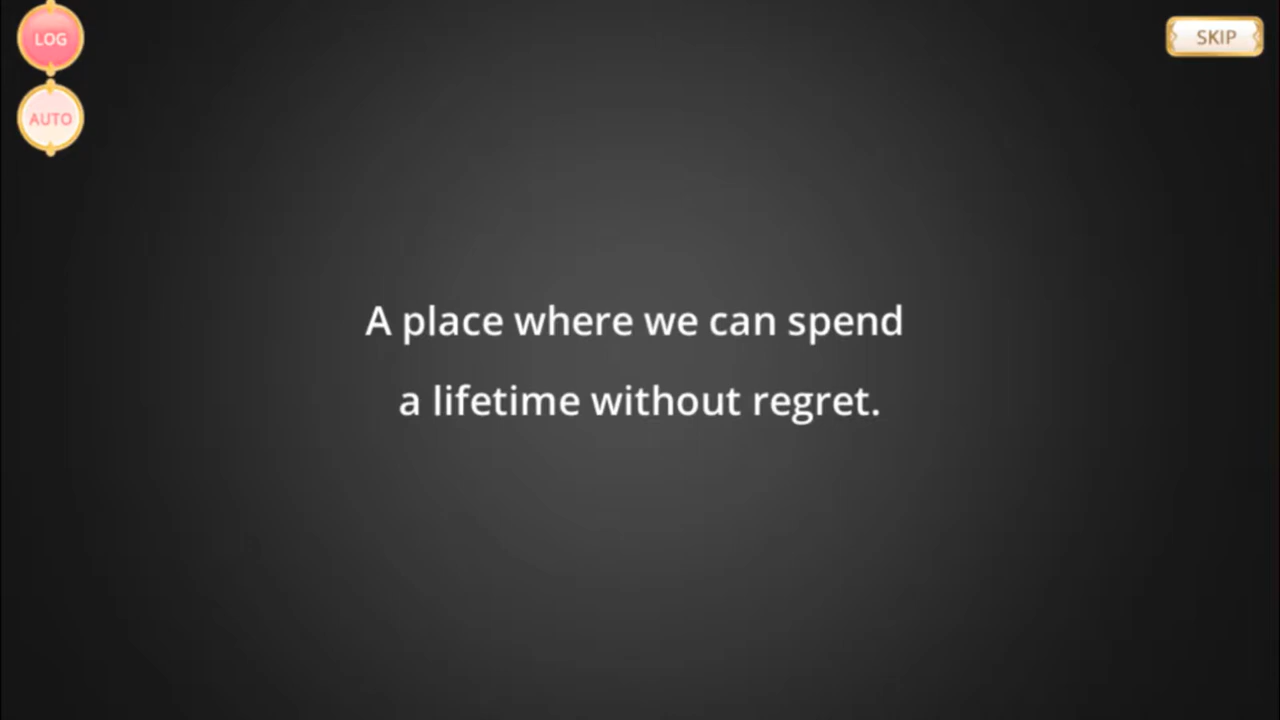 LOG
SKIP
AUTO
A place where we can spend
a lifetime without regret.